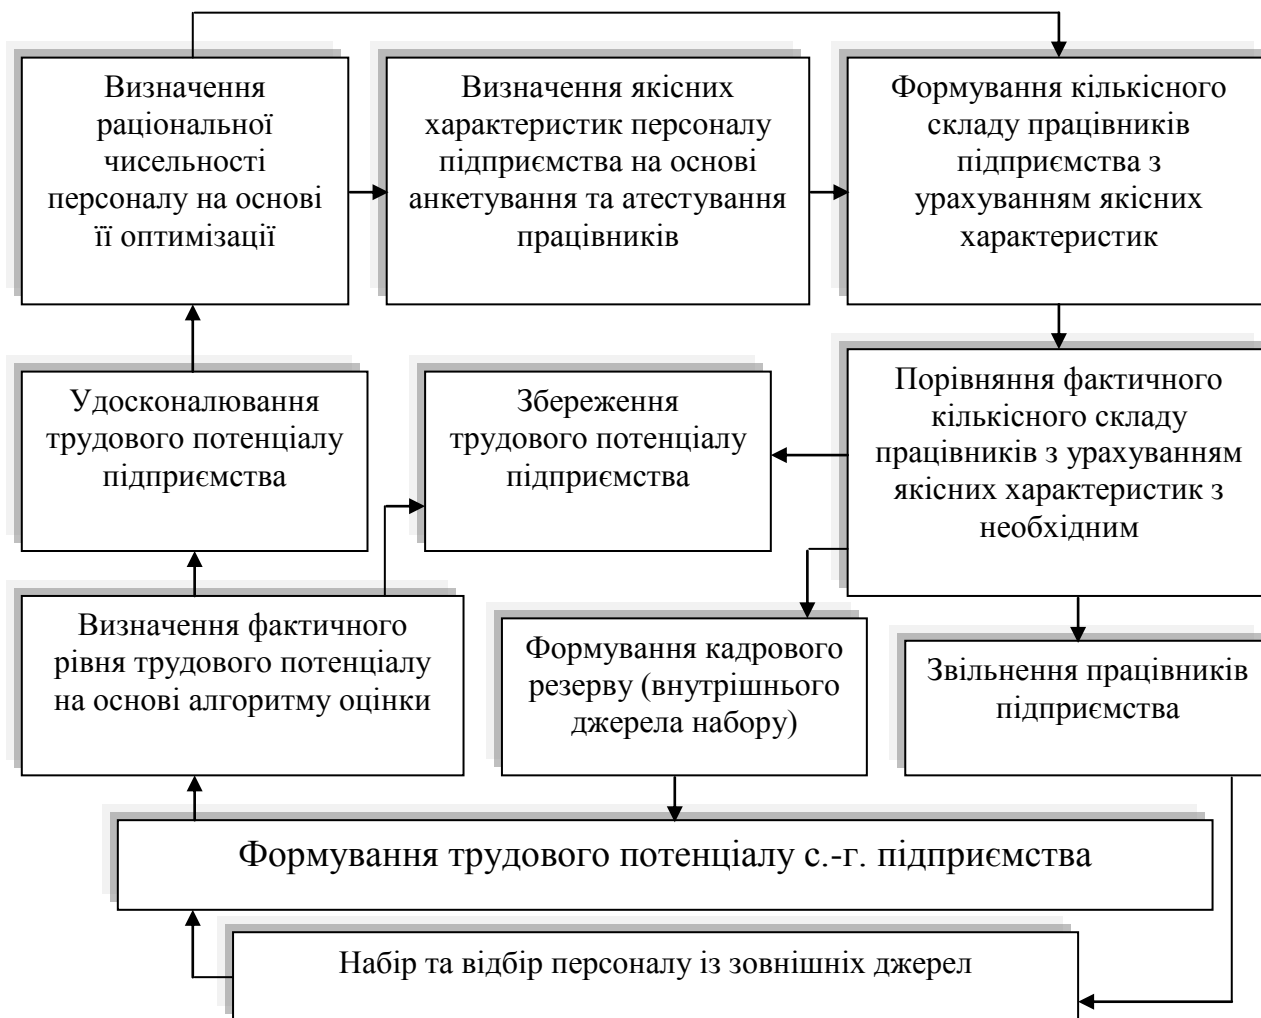 Визначення
раціональної
чисельності
персоналу на основі
її оптимізації
Визначення якісних
характеристик персоналу
підприємства на основі
анкетування та атестування
працівників
Формування кількісного
складу працівників
підприємства з
урахуванням якісних
характеристик
Удосконалювання
трудового потенціалу
підприємства
Збереження
трудового потенціалу
підприємства
Порівняння фактичного
кількісного складу
працівників з урахуванням
якісних характеристик з
необхідним
Визначення фактичного
рівня трудового потенціалу
на основі алгоритму оцінки
Формування кадрового
резерву (внутрішнього
джерела набору)
Звільнення працівників
підприємства
Формування трудового потенціалу с.-г. підприємства
Набір та відбір персоналу із зовнішніх джерел